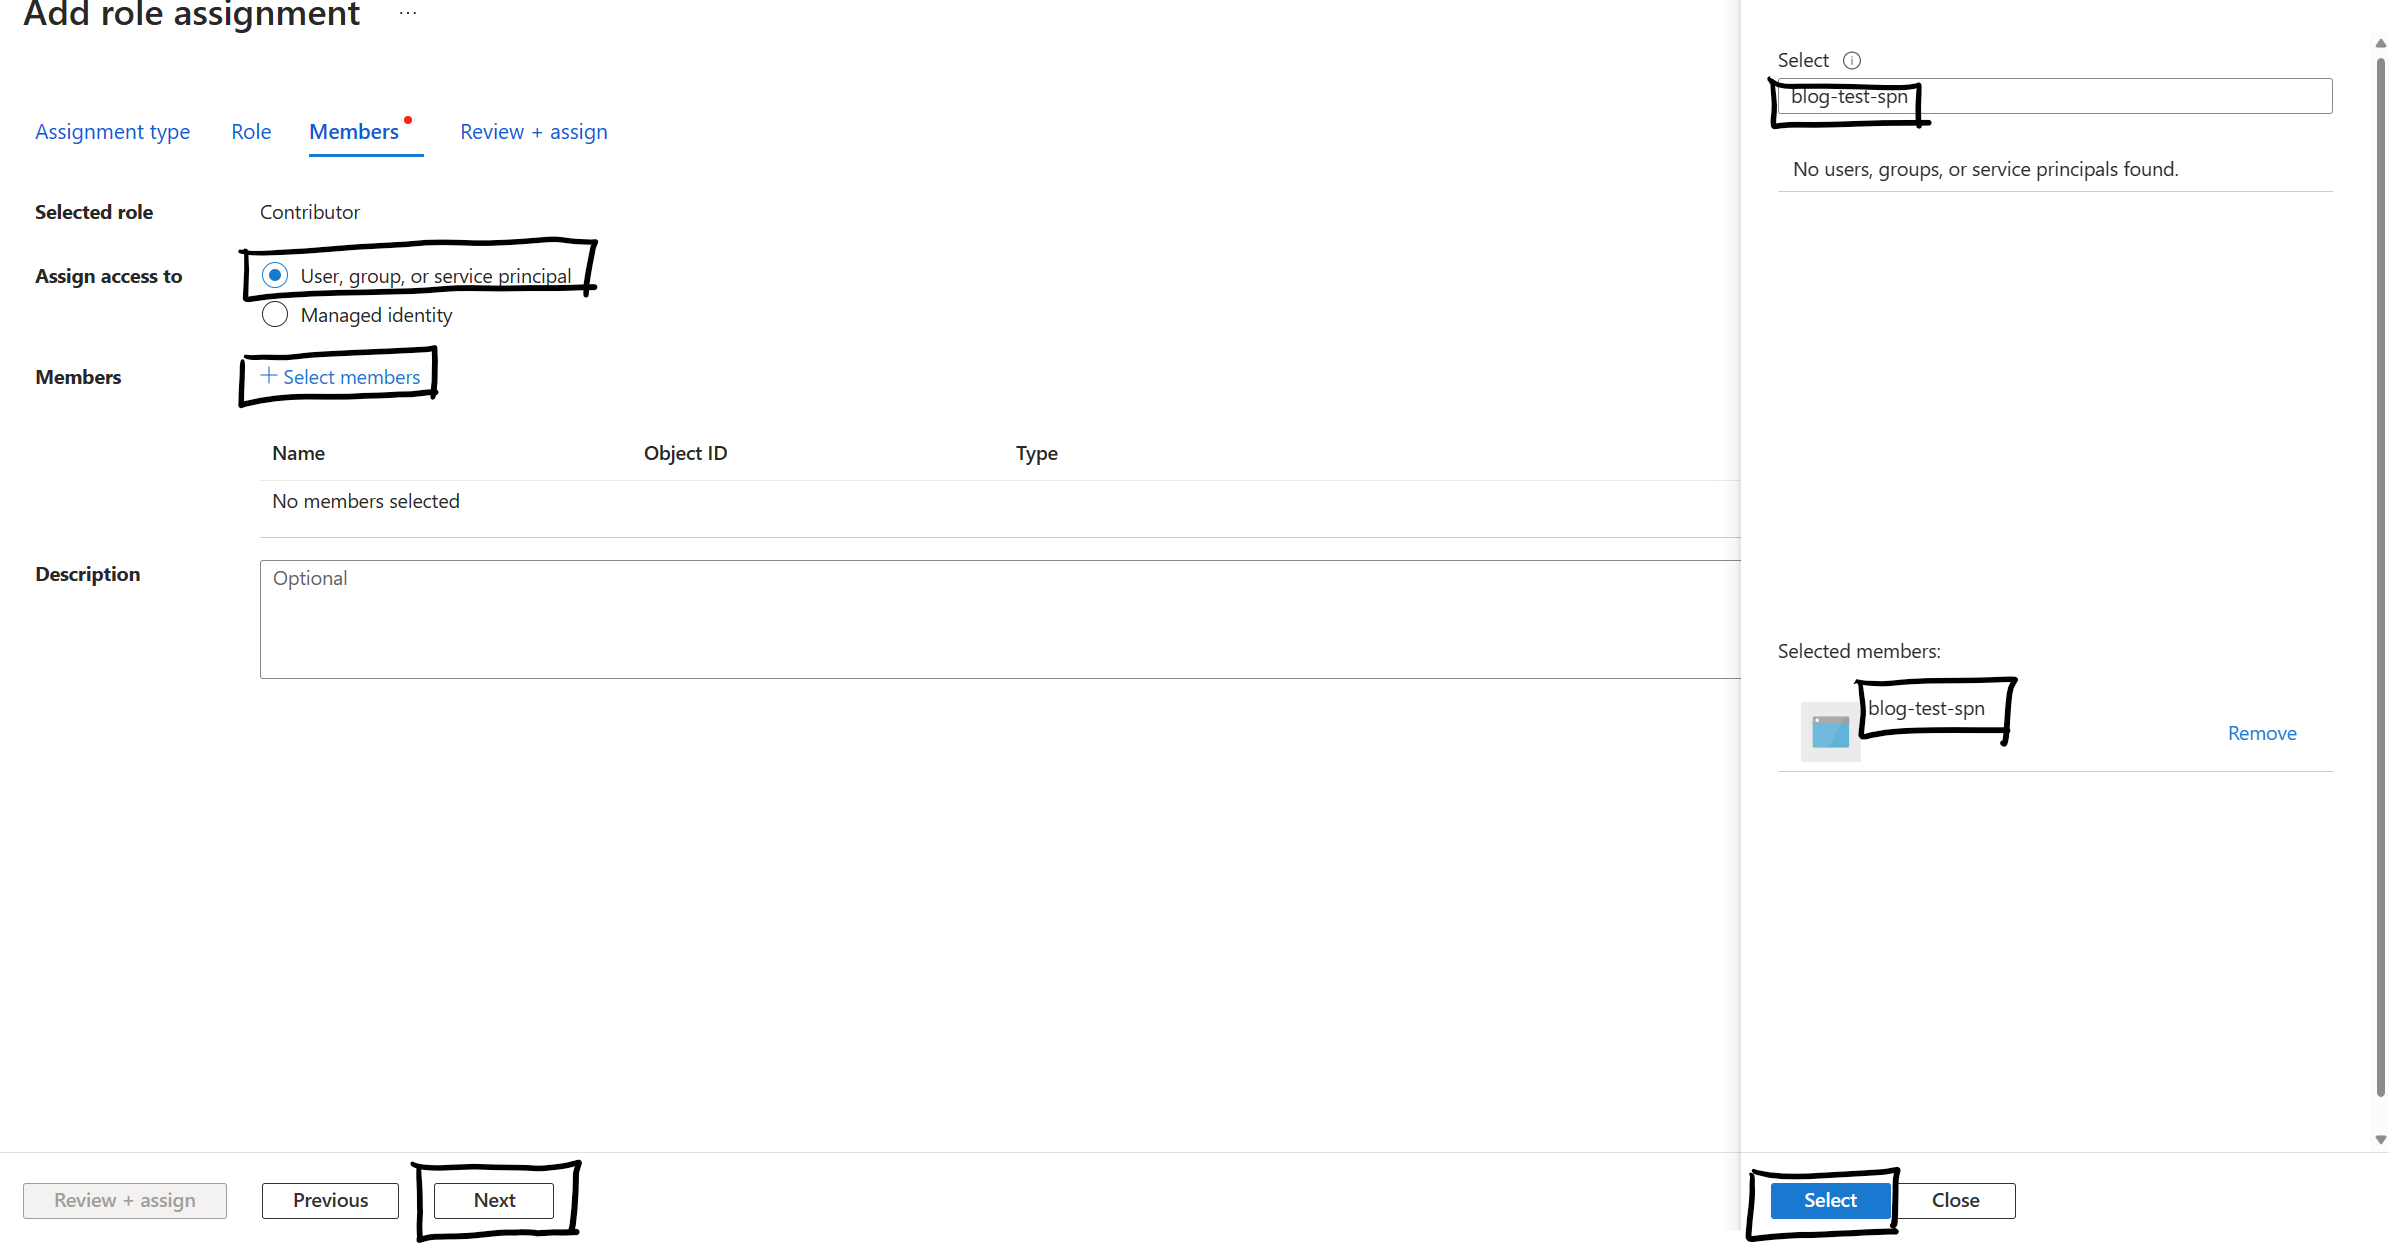 Add role assignment ...
Assignment type Role Members Review + assign
Selected role Contributor
Assign access to User, group, or service principal
Managed identity
Members + Select members
Name Object ID Type
No members selected
Description Optional
Review + assign Previous Next
Select
blog-test-spn
No users, groups, or service principals found.
Selected members:
blog-test-spn
Remove
Select Close